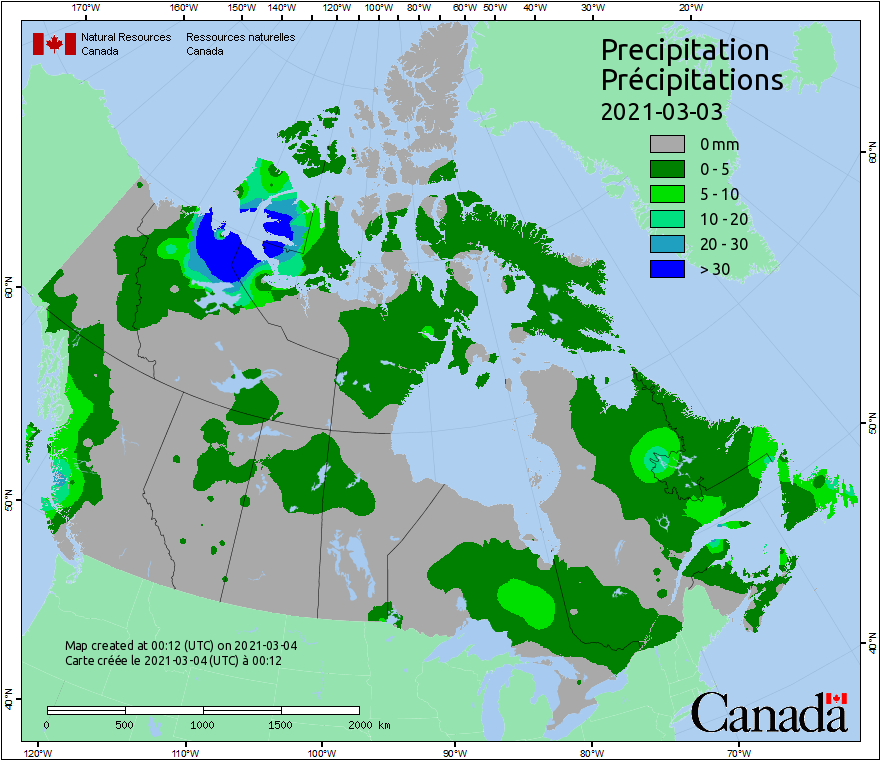 170°W 160°W 150°W 140°W 120°W 100°W 80°W 60°W 50°W 40°W 30°W 20°W
Natural Resources Canada
Ressources naturelles Canada
Precipitation
Précipitations
2021-03-03
0 mm
0 - 5
5 - 10
10 - 20
20 - 30
> 30
60°N
50°N
40°N
60°N
50°N
40°N
Map created at 00:12 (UTC) on 2021-03-04
Carte créée le 2021-03-04 (UTC) à 00:12
0 500 1000 1500 2000 km
Canada
120°W 110°W 100°W 90°W 80°W 70°W